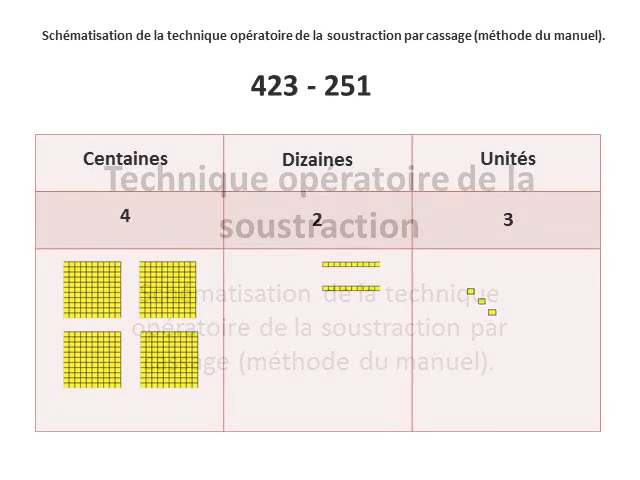 Schématisation de la technique opératoire de la soustraction par cassage (méthode du manuel).
423 - 251
Centaines Dizaines Unités
Technique opératoire de la
soustraction
4 2 3
Schématisation de la technique
opératoire de la soustraction par
cassage (méthode du manuel).